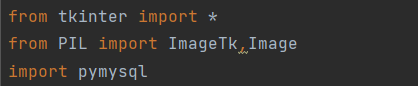 from tkinter import *
from PIL import ImageTk,Image
import pymysql